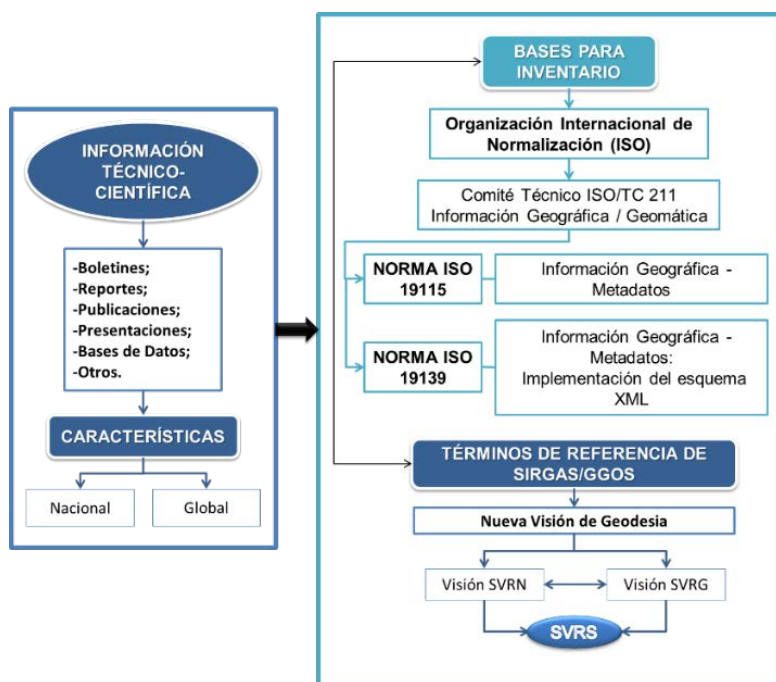 INFORMACIÓN
TÉCNICO-
CIENTÍFICA
-Boletines;
-Reportes;
-Publicaciones;
-Presentaciones;
-Bases de Datos;
-Otros.
CARACTERÍSTICAS
Nacional
Global
BASES PARA
INVENTARIO
Organización Internacional de
Normalización (ISO)
Comité Técnico ISO/TC 211
Información Geográfica / Geomática
NORMA ISO
19115
Información Geográfica -
Metadatos
NORMA ISO
19139
Información Geográfica -
Metadatos:
Implementación del esquema
XML
TÉRMINOS DE REFERENCIA DE
SIRGAS/GGOS
Nueva Visión de Geodesia
Visión SVRN
Visión SVRG
SVRS